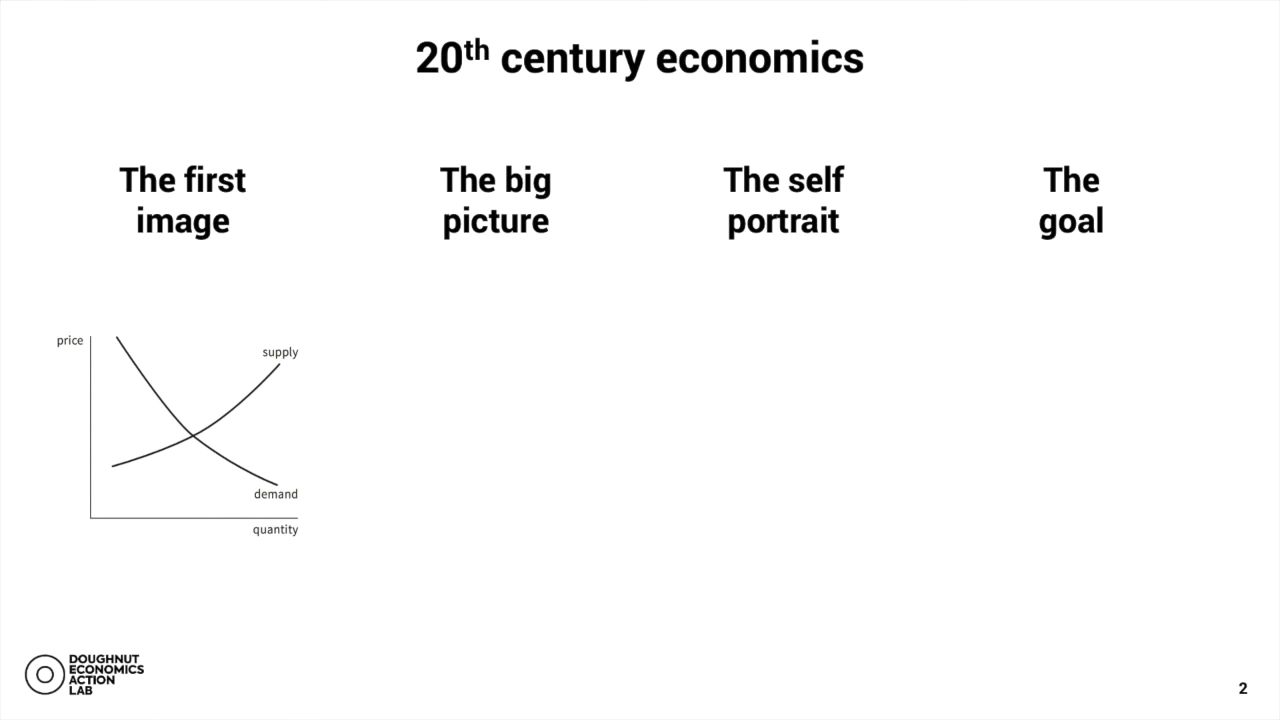 20th century economics
The first
image
The big
picture
The self
portrait
The
goal
price
supply
demand
quantity
DOUGHNUT
ECONOMICS
ACTION
LAB
2